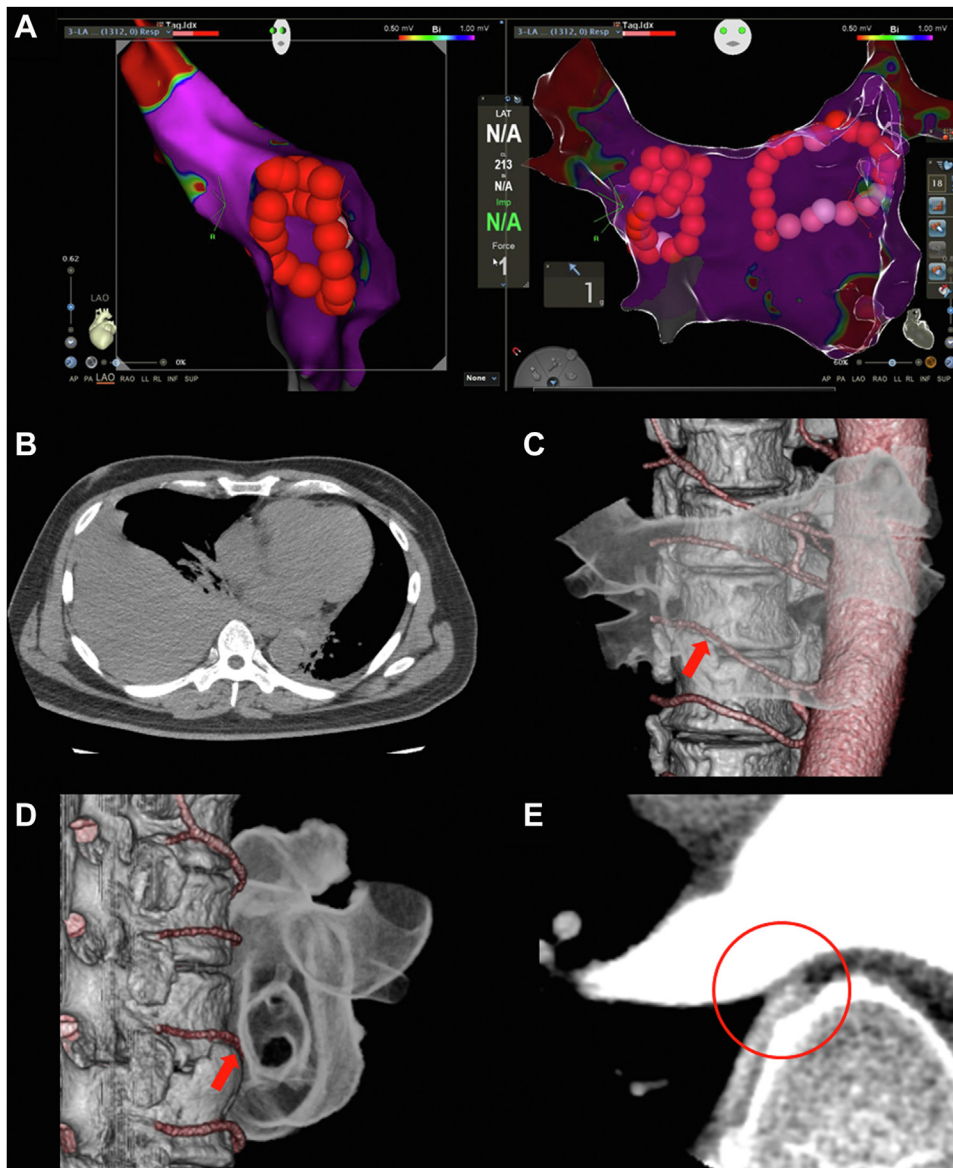 A
Tag.Idx
Tag.Idx
3-LA ... (1312, 0) Resp
0.50 mV Bi 1.00 mV
3-LA ... (1312, 0) Resp
0.50 mV Bi 1.00 mV
LAT
N/A
213
N/A
Imp
N/A
Force
1
1
g
18
R
R
L
0.62
LAO
0%
60%
AP PA LAO RAO LL RL INF SUP
None
AP PA LAO RAO LL RL INF SUP
B
C
D
E